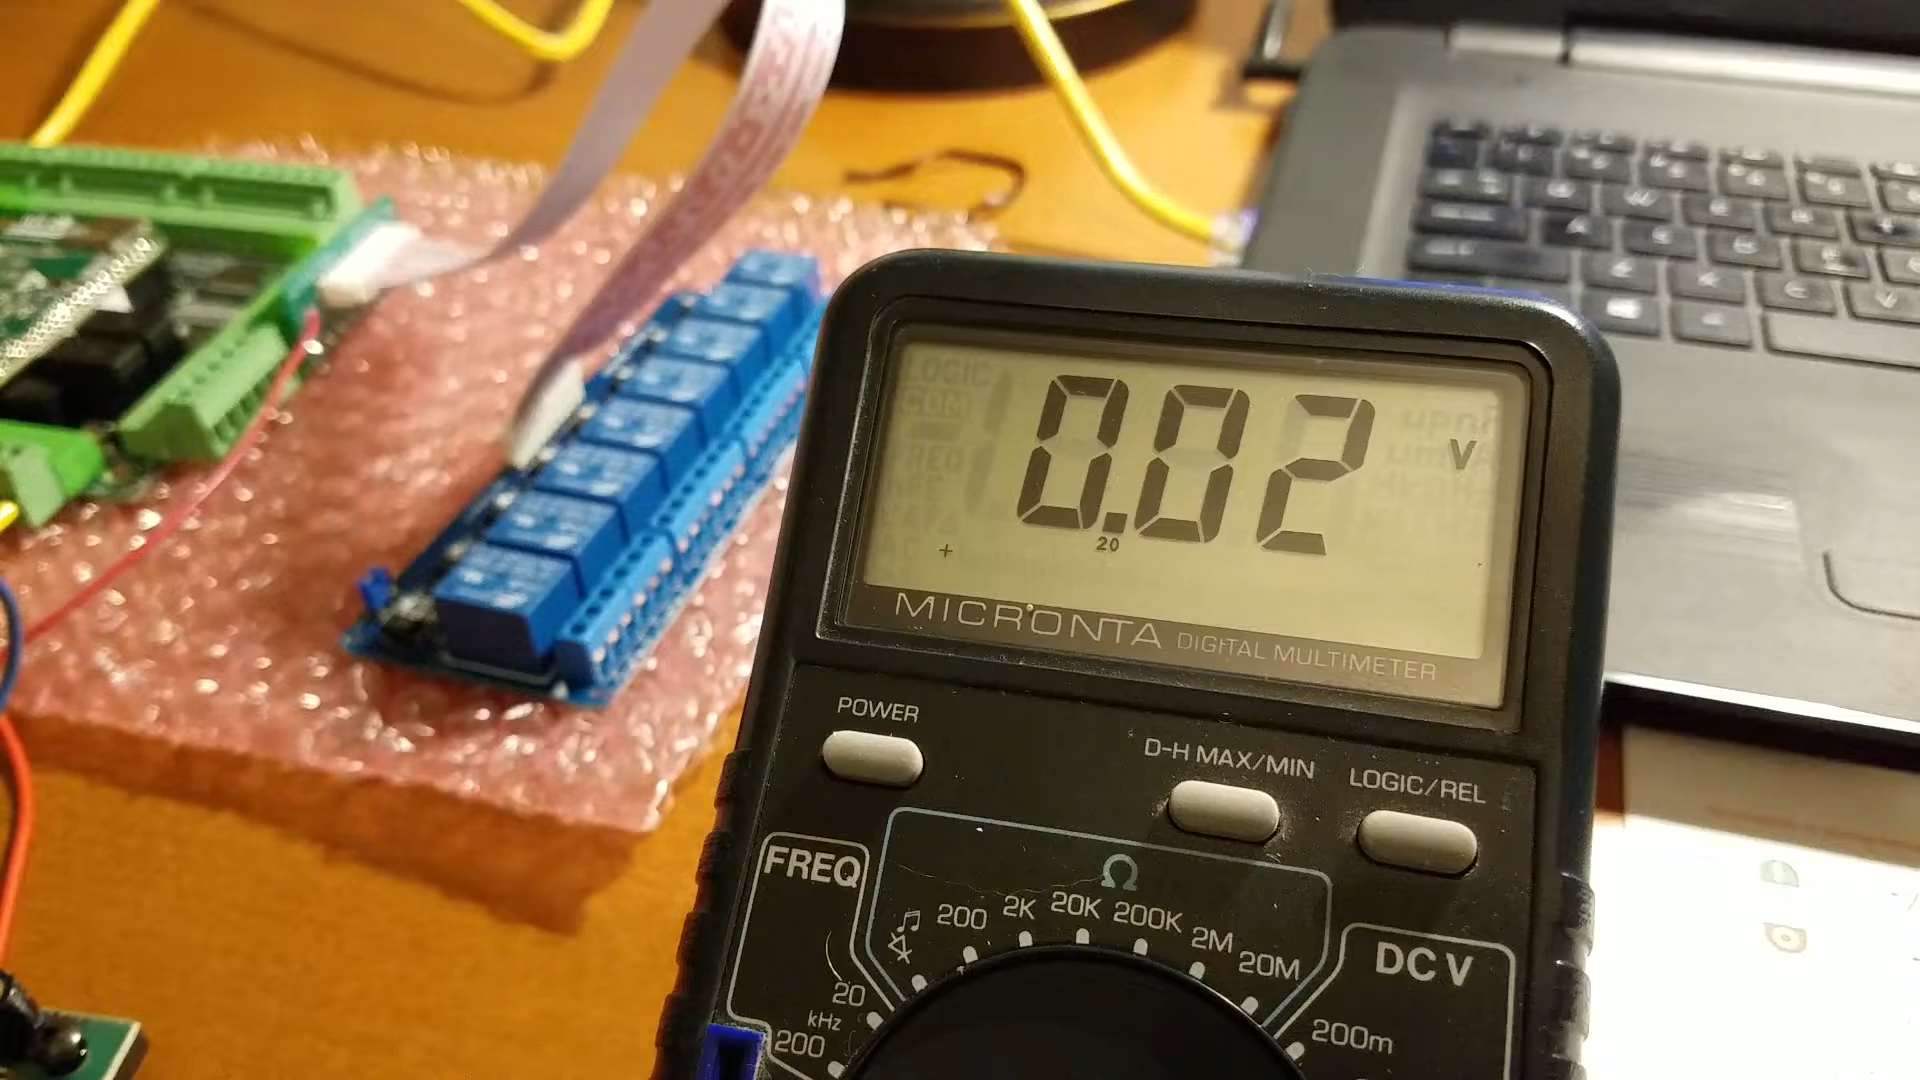 0.02 V
+ 20
MICRONTA DIGITAL MULTIMETER
POWER
D-H MAX/MIN
LOGIC/REL
FREQ
Ω
200 2K 20K 200K 2M 20M
DC V
20
kHz
200
200m